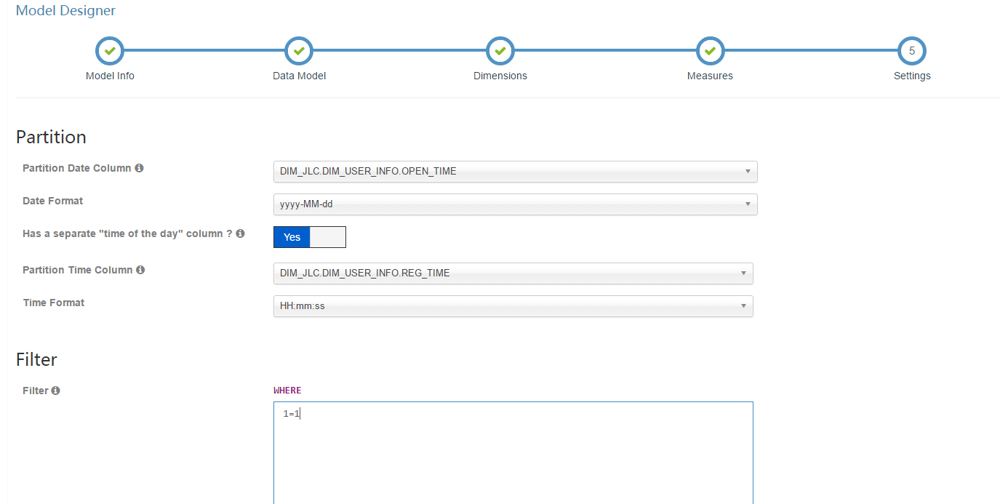 Model Designer
5
Model Info Data Model Dimensions Measures Settings
Partition
Partition Date Column DIM_JLC.DIM_USER_INFO.OPEN_TIME
Date Format yyyy-MM-dd
Has a separate "time of the day" column ? Yes
Partition Time Column DIM_JLC.DIM_USER_INFO.REG_TIME
Time Format HH:mm:ss
Filter
Filter WHERE
1=1